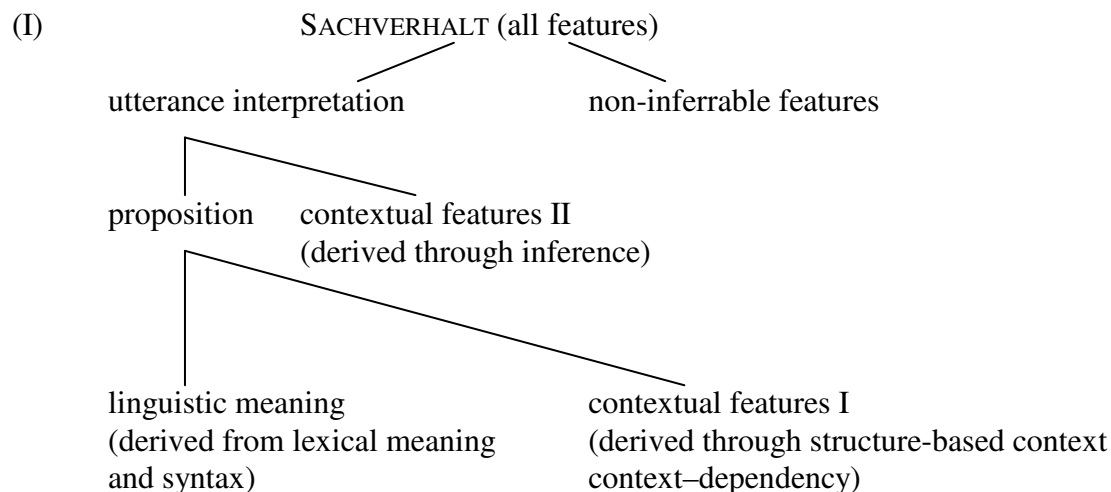 (I) SACHVERHALT (all features)
utterance interpretation non-inferrable features
proposition contextual features II
(derived through inference)
linguistic meaning contextual features I
(derived from lexical meaning (derived through structure-based context
and syntax) context–dependency)